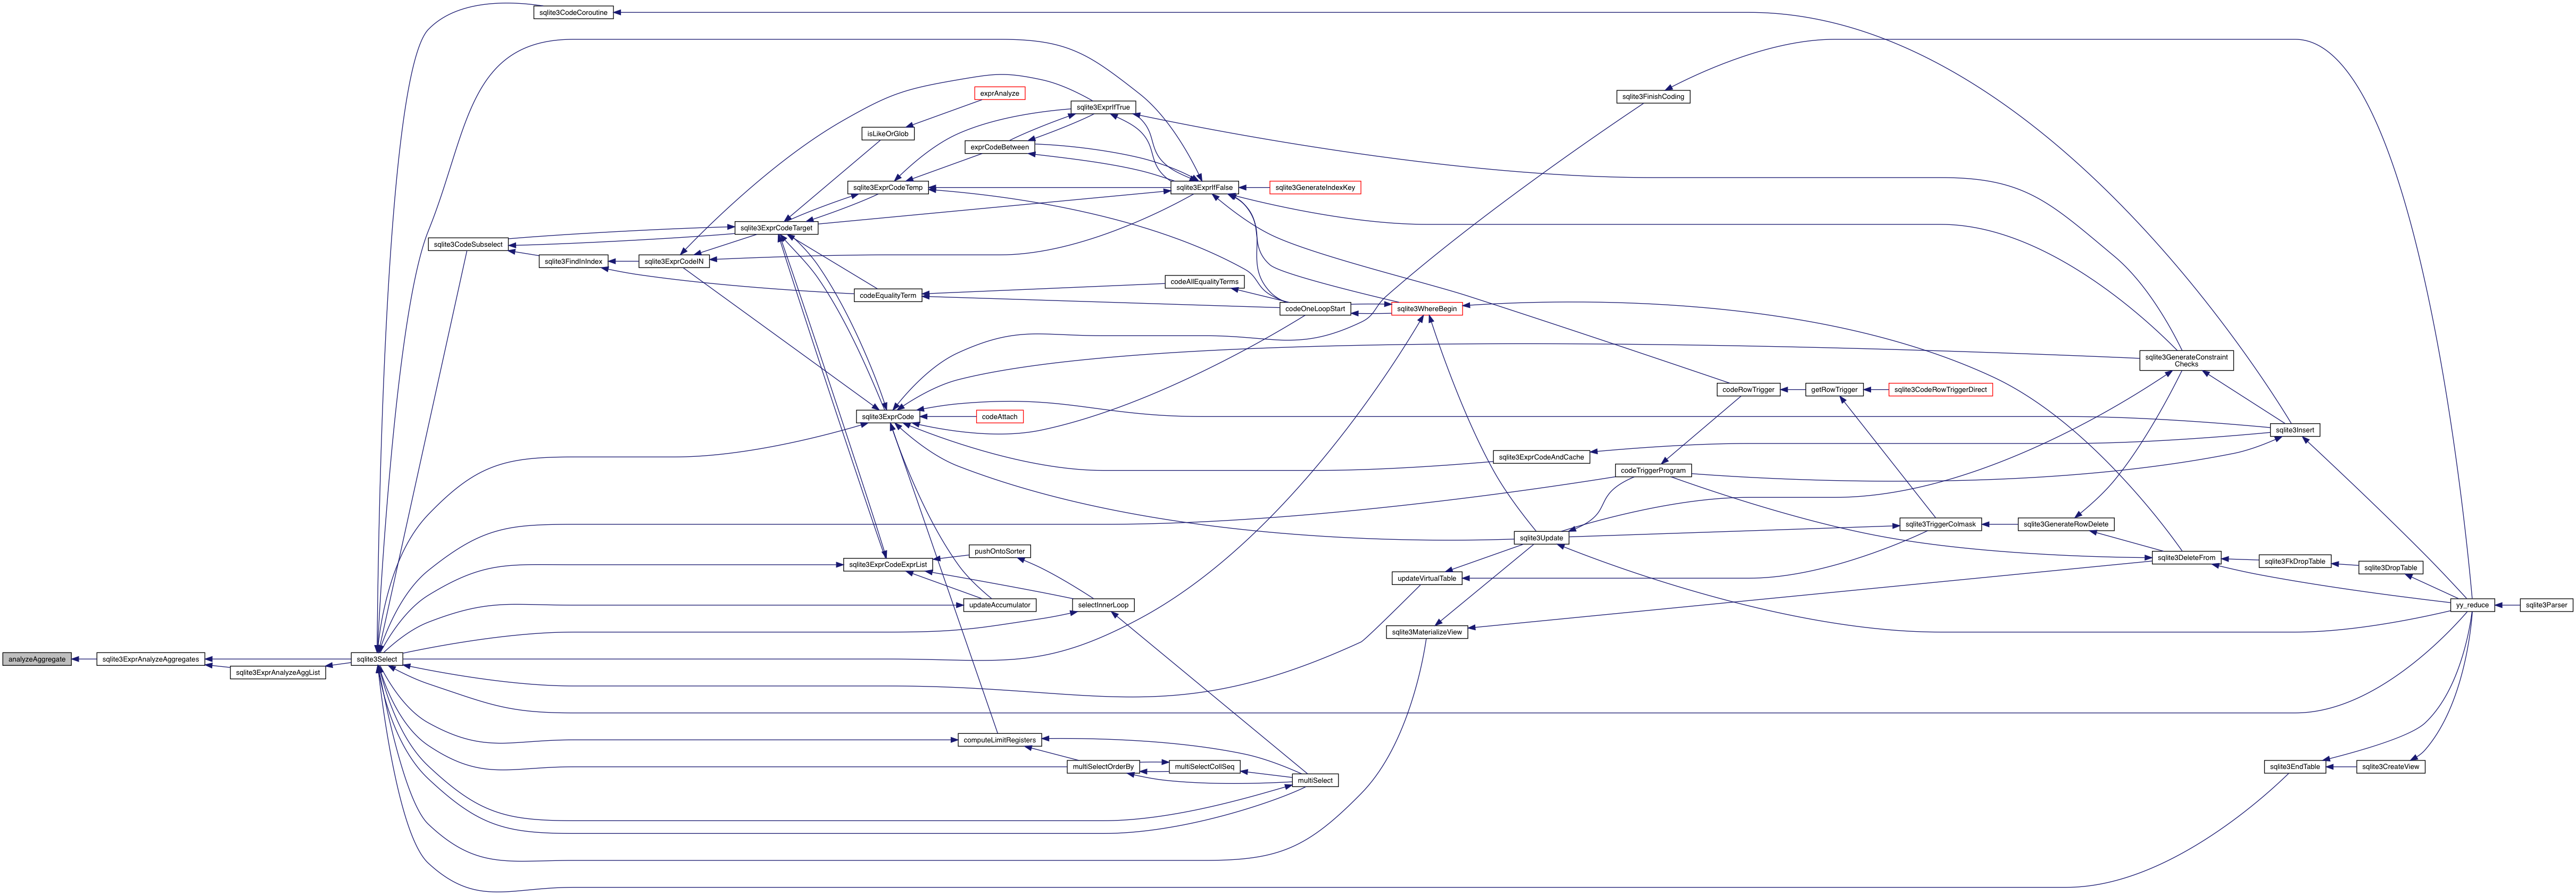 sqlite3CodeCoroutine
exprAnalyze
sqlite3FinishCoding
sqlite3ExprIfTrue
isLikeOrGlob
exprCodeBetween
sqlite3ExprCodeTemp
sqlite3ExprIfFalse
sqlite3GenerateIndexKey
sqlite3ExprCodeTarget
sqlite3CodeSubselect
sqlite3FindInIndex
sqlite3ExprCodeIN
codeAllEqualityTerms
codeEqualityTerm
codeOneLoopStart
sqlite3WhereBegin
sqlite3GenerateConstraint
Checks
codeRowTrigger
getRowTrigger
sqlite3CodeRowTriggerDirect
sqlite3ExprCode
codeAttach
sqlite3Insert
sqlite3ExprCodeAndCache
codeTriggerProgram
sqlite3TriggerColmask
sqlite3GenerateRowDelete
sqlite3Update
pushOntoSorter
sqlite3DeleteFrom
sqlite3FkDropTable
sqlite3DropTable
sqlite3ExprCodeExprList
updateVirtualTable
updateAccumulator
selectInnerLoop
yy_reduce
sqlite3Parser
sqlite3MaterializeView
analyzeAggregate
sqlite3ExprAnalyzeAggregates
sqlite3ExprAnalyzeAggList
sqlite3Select
computeLimitRegisters
multiSelectOrderBy
multiSelectCollSeq
multiSelect
sqlite3EndTable
sqlite3CreateView